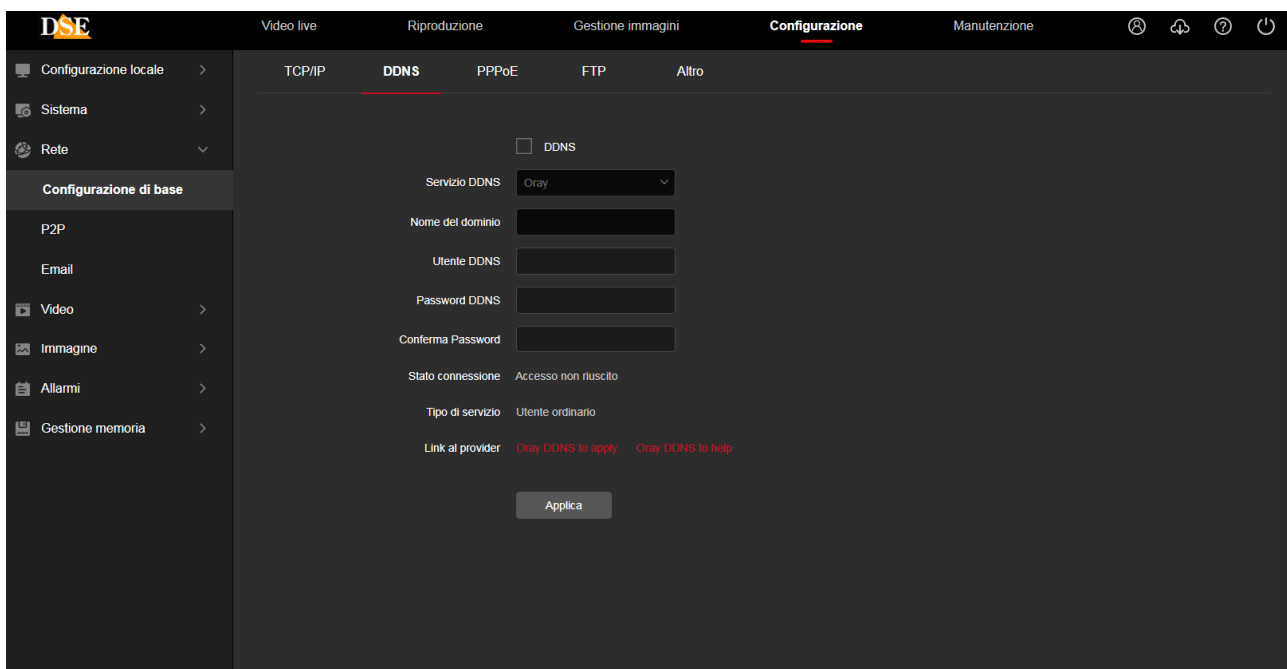 DSE Video live Riproduzione Gestione immagini Configurazione Manutenzione
Configurazione locale
Sistema
Rete
Configurazione di base
P2P
Email
Video
Immagine
Allarmi
Gestione memoria
TCP/IP DDNS PPPoE FTP Altro
DDNS
Servizio DDNS Oray
Nome del dominio
Utente DDNS
Password DDNS
Conferma Password
Stato connessione Accesso non riuscito
Tipo di servizio Utente ordinario
Link al provider Oray DDNS to apply Oray DDNS to help
Applica